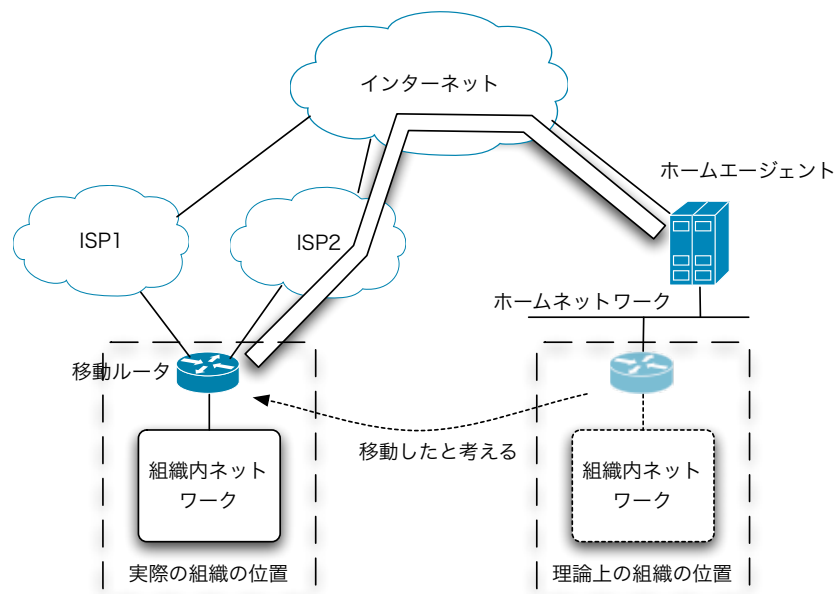 インターネット
ホームエージェント
ISP1
ISP2
ホームネットワーク
移動ルータ
移動したと考える
組織内ネット
ワーク
組織内ネット
ワーク
実際の組織の位置
理論上の組織の位置